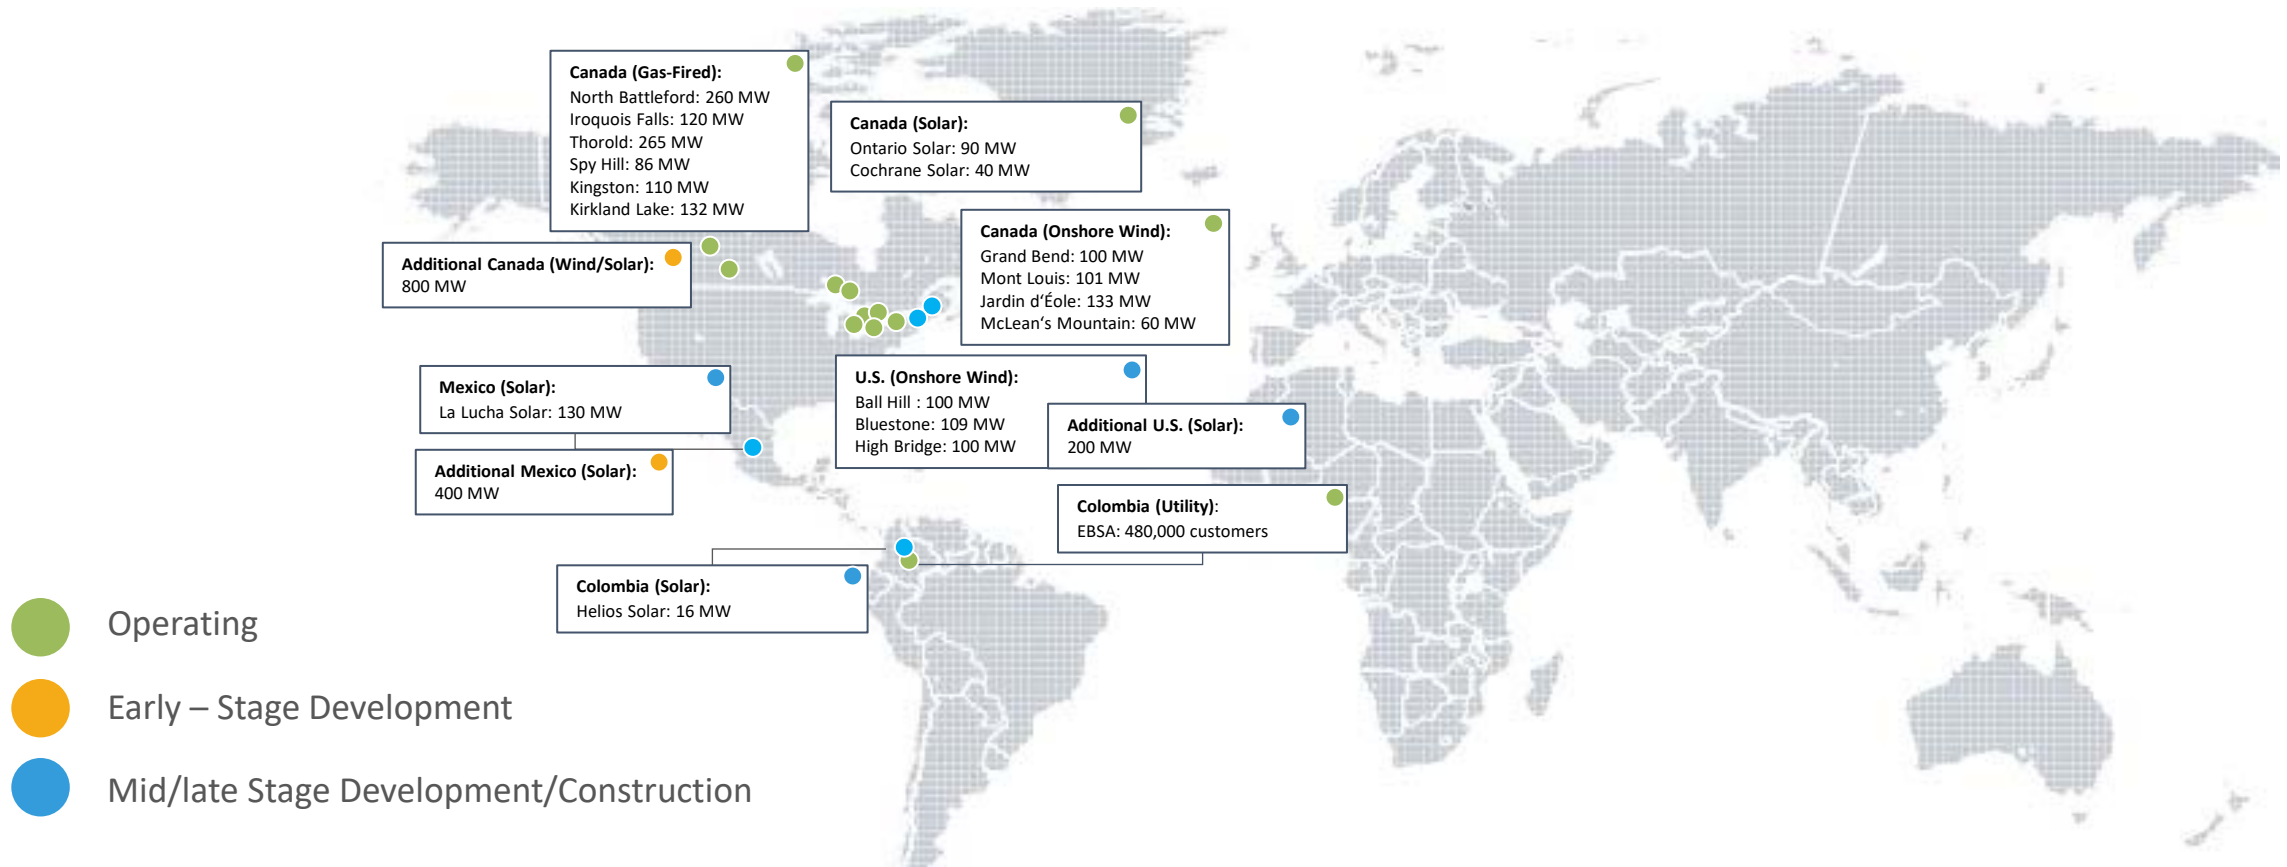 Canada (Gas-Fired):
North Battleford: 260 MW
Iroquois Falls: 120 MW
Thorold: 265 MW
Spy Hill: 86 MW
Kingston: 110 MW
Kirkland Lake: 132 MW
Canada (Solar):
Ontario Solar: 90 MW
Cochrane Solar: 40 MW
Canada (Onshore Wind):
Grand Bend: 100 MW
Mont Louis: 101 MW
Jardin d‘Éole: 133 MW
McLean‘s Mountain: 60 MW
Additional Canada (Wind/Solar):
800 MW
Mexico (Solar):
La Lucha Solar: 130 MW
U.S. (Onshore Wind):
Ball Hill : 100 MW
Bluestone: 109 MW
High Bridge: 100 MW
Additional U.S. (Solar):
200 MW
Additional Mexico (Solar):
400 MW
Colombia (Utility):
EBSA: 480,000 customers
Colombia (Solar):
Helios Solar: 16 MW
Operating
Early – Stage Development
Mid/late Stage Development/Construction